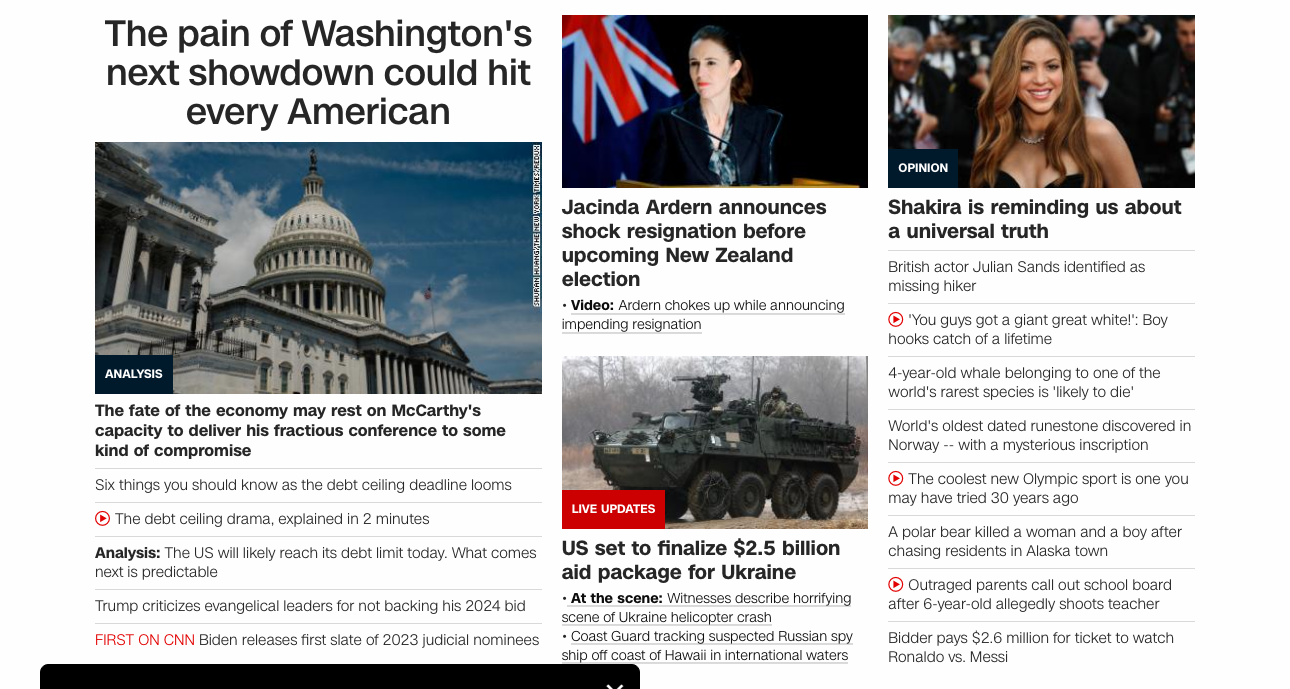 The pain of Washington's
next showdown could hit
every American
SHURAN HUANG/THE NEW YORK TIMES/REDUX
ANALYSIS
The fate of the economy may rest on McCarthy's
capacity to deliver his fractious conference to some
kind of compromise
Six things you should know as the debt ceiling deadline looms
The debt ceiling drama, explained in 2 minutes
Analysis: The US will likely reach its debt limit today. What comes
next is predictable
Trump criticizes evangelical leaders for not backing his 2024 bid
FIRST ON CNN Biden releases first slate of 2023 judicial nominees
Jacinda Ardern announces
shock resignation before
upcoming New Zealand
election
• Video: Ardern chokes up while announcing
impending resignation
LIVE UPDATES
US set to finalize $2.5 billion
aid package for Ukraine
• At the scene: Witnesses describe horrifying
scene of Ukraine helicopter crash
• Coast Guard tracking suspected Russian spy
ship off coast of Hawaii in international waters
OPINION
Shakira is reminding us about
a universal truth
British actor Julian Sands identified as
missing hiker
'You guys got a giant great white!': Boy
hooks catch of a lifetime
4-year-old whale belonging to one of the
world's rarest species is 'likely to die'
World's oldest dated runestone discovered in
Norway -- with a mysterious inscription
The coolest new Olympic sport is one you
may have tried 30 years ago
A polar bear killed a woman and a boy after
chasing residents in Alaska town
Outraged parents call out school board
after 6-year-old allegedly shoots teacher
Bidder pays $2.6 million for ticket to watch
Ronaldo vs. Messi